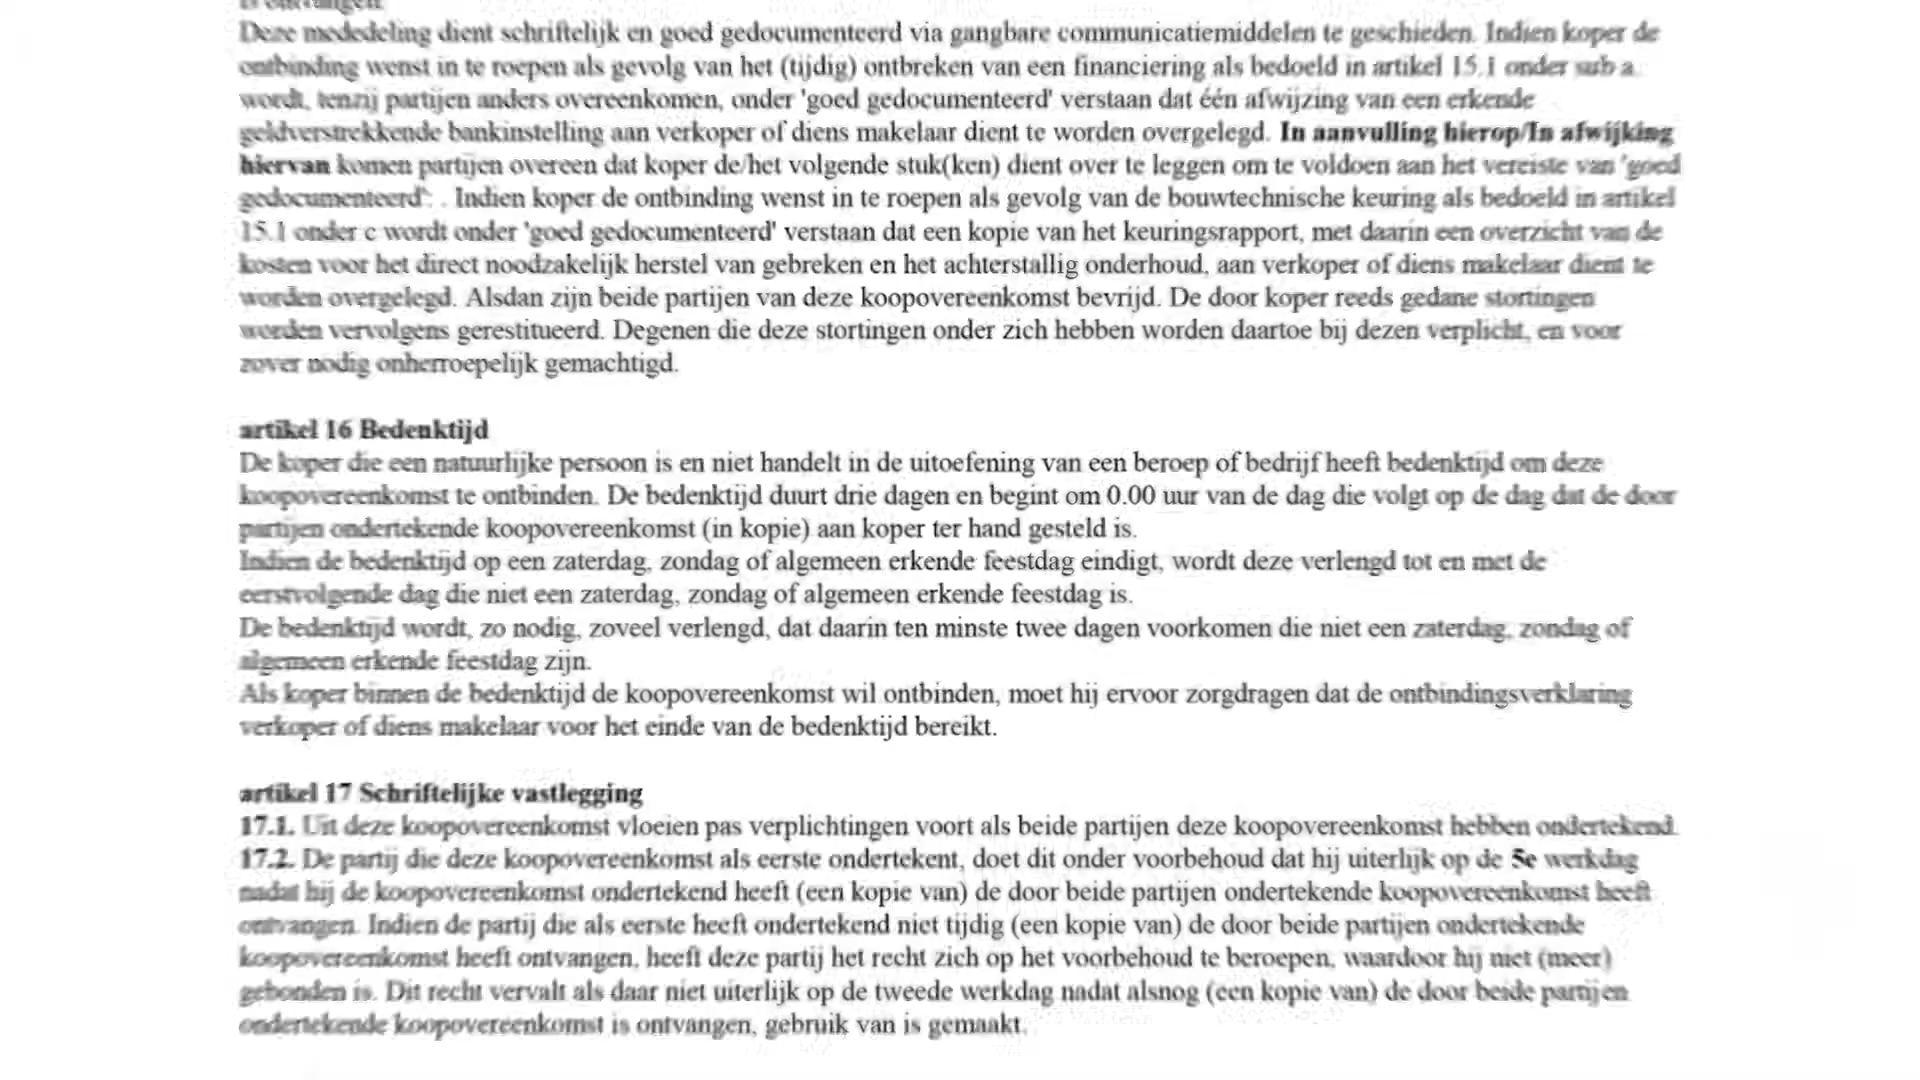 Deze mededeling dient schriftelijk en goed gedocumenteerd via gangbare communicatiemiddelen te geschieden. Indien koper de
ontbinding wenst in te roepen als gevolg van het (tijdig) ontbreken van een financiering als bedoeld in artikel 15.1 onder sub a
wordt, tenzij partijen anders overeenkomen, onder 'goed gedocumenteerd' verstaan dat één afwijzing van een erkende
geldverstrekkende bankinstelling aan verkoper of diens makelaar dient te worden overgelegd. In aanvulling hierop/In afwijking
hiervan komen partijen overeen dat koper de/het volgende stuk(ken) dient over te leggen om te voldoen aan het vereiste van 'goed
gedocumenteerd': . Indien koper de ontbinding wenst in te roepen als gevolg van de bouwtechnische keuring als bedoeld in artikel
15.1 onder c wordt onder 'goed gedocumenteerd' verstaan dat een kopie van het keuringsrapport, met daarin een overzicht van de
kosten voor het direct noodzakelijk herstel van gebreken en het achterstallig onderhoud, aan verkoper of diens makelaar dient te
worden overgelegd. Alsdan zijn beide partijen van deze koopovereenkomst bevrijd. De door koper reeds gedane stortingen
worden vervolgens gerestitueerd. Degenen die deze stortingen onder zich hebben worden daartoe bij dezen verplicht, en voor
zover nodig onherroepelijk gemachtigd.
artikel 16 Bedenktijd
De koper die een natuurlijke persoon is en niet handelt in de uitoefening van een beroep of bedrijf heeft bedenktijd om deze
koopovereenkomst te ontbinden. De bedenktijd duurt drie dagen en begint om 0.00 uur van de dag die volgt op de dag dat de door
partijen ondertekende koopovereenkomst (in kopie) aan koper ter hand gesteld is.
Indien de bedenktijd op een zaterdag, zondag of algemeen erkende feestdag eindigt, wordt deze verlengd tot en met de
eerstvolgende dag die niet een zaterdag, zondag of algemeen erkende feestdag is.
De bedenktijd wordt, zo nodig, zoveel verlengd, dat daarin ten minste twee dagen voorkomen die niet een zaterdag, zondag of
algemeen erkende feestdag zijn.
Als koper binnen de bedenktijd de koopovereenkomst wil ontbinden, moet hij ervoor zorgdragen dat de ontbindingsverklaring
verkoper of diens makelaar voor het einde van de bedenktijd bereikt.
artikel 17 Schriftelijke vastlegging
17.1. Uit deze koopovereenkomst vloeien pas verplichtingen voort als beide partijen deze koopovereenkomst hebben ondertekend.
17.2. De partij die deze koopovereenkomst als eerste ondertekent, doet dit onder voorbehoud dat hij uiterlijk op de 5e werkdag
nadat hij de koopovereenkomst ondertekend heeft (een kopie van) de door beide partijen ondertekende koopovereenkomst heeft
ontvangen. Indien de partij die als eerste heeft ondertekend niet tijdig (een kopie van) de door beide partijen ondertekende
koopovereenkomst heeft ontvangen, heeft deze partij het recht zich op het voorbehoud te beroepen, waardoor hij niet (meer)
gebonden is. Dit recht vervalt als daar niet uiterlijk op de tweede werkdag nadat alsnog (een kopie van) de door beide partijen
ondertekende koopovereenkomst is ontvangen, gebruik van is gemaakt.